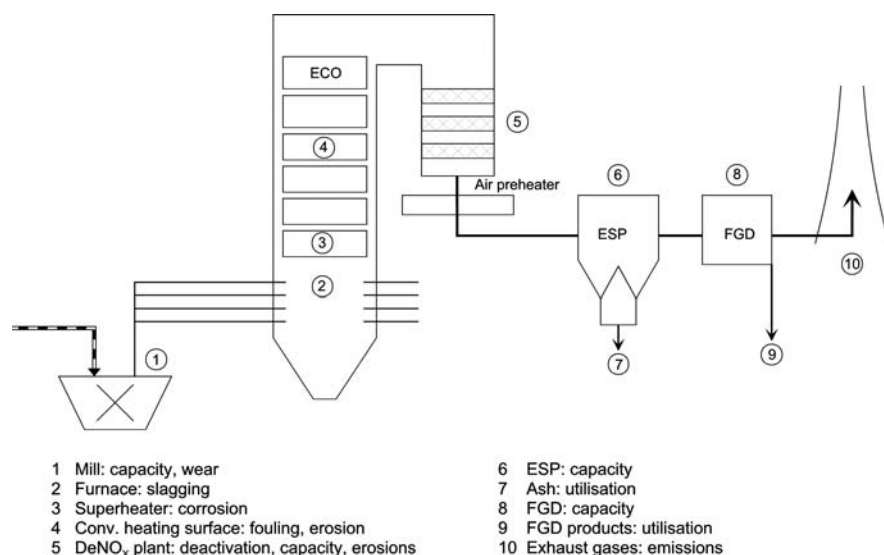 ECO
4
5
Air preheater
6
8
3
ESP
FGD
10
2
1
7
9
1 Mill: capacity, wear
2 Furnace: slagging
3 Superheater: corrosion
4 Conv. heating surface: fouling, erosion
5 DeNOₓ plant: deactivation, capacity, erosions
6 ESP: capacity
7 Ash: utilisation
8 FGD: capacity
9 FGD products: utilisation
10 Exhaust gases: emissions